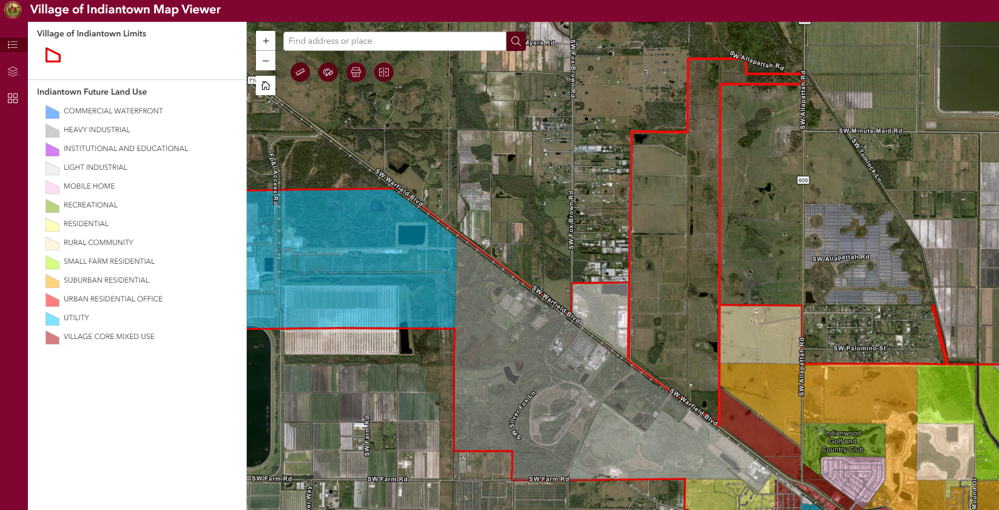 Village of Indiantown Map Viewer
Village of Indiantown Limits
Indiantown Future Land Use
COMMERCIAL WATERFRONT
HEAVY INDUSTRIAL
INSTITUTIONAL AND EDUCATIONAL
LIGHT INDUSTRIAL
MOBILE HOME
RECREATIONAL
RESIDENTIAL
RURAL COMMUNITY
SMALL FARM RESIDENTIAL
SUBURBAN RESIDENTIAL
URBAN RESIDENTIAL OFFICE
UTILITY
VILLAGE CORE MIXED USE
+
Find address or place
Myers Rd
−
71
SW Fox Brown Rd
SW Allapattah Rd
SW Allapattah Rd
SW Minute Maid Rd
SW Tomlock Ln
Fp&l Access Rd
SW Warfield Blvd
609
SW Fox Brown Rd
SW Allapattah Rd
SW Warfield Blvd
SW Palomino St
SW Allapattah Rd
SW Warfield Blvd
SW Silver Fox Ln
SW Farm Rd
Indianwood
Golf and
Country Club
SW Farm Rd
SW Farm Rd
SW Farm Rd
er Way
Mound Dr